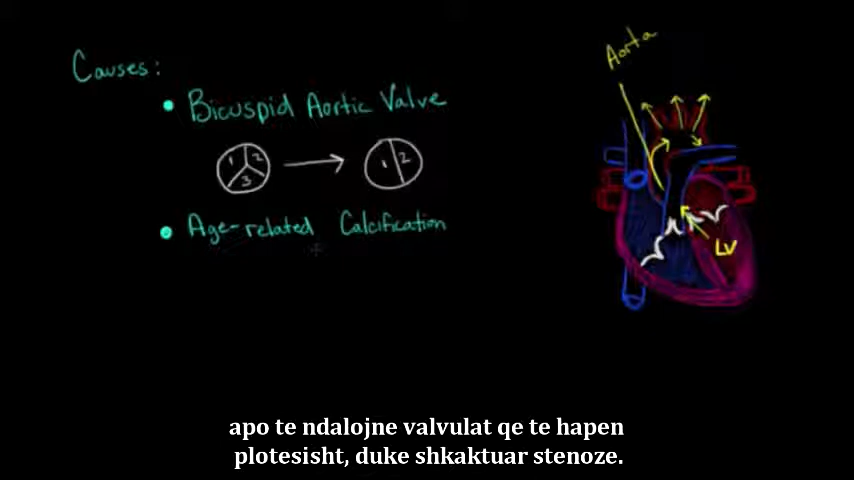 Causes:
• Bicuspid Aortic Valve
1 2 3
1 2
• Age-related Calcification
Aorta
LV
apo te ndalojne valvulat qe te hapen
plotesisht, duke shkaktuar stenoze.